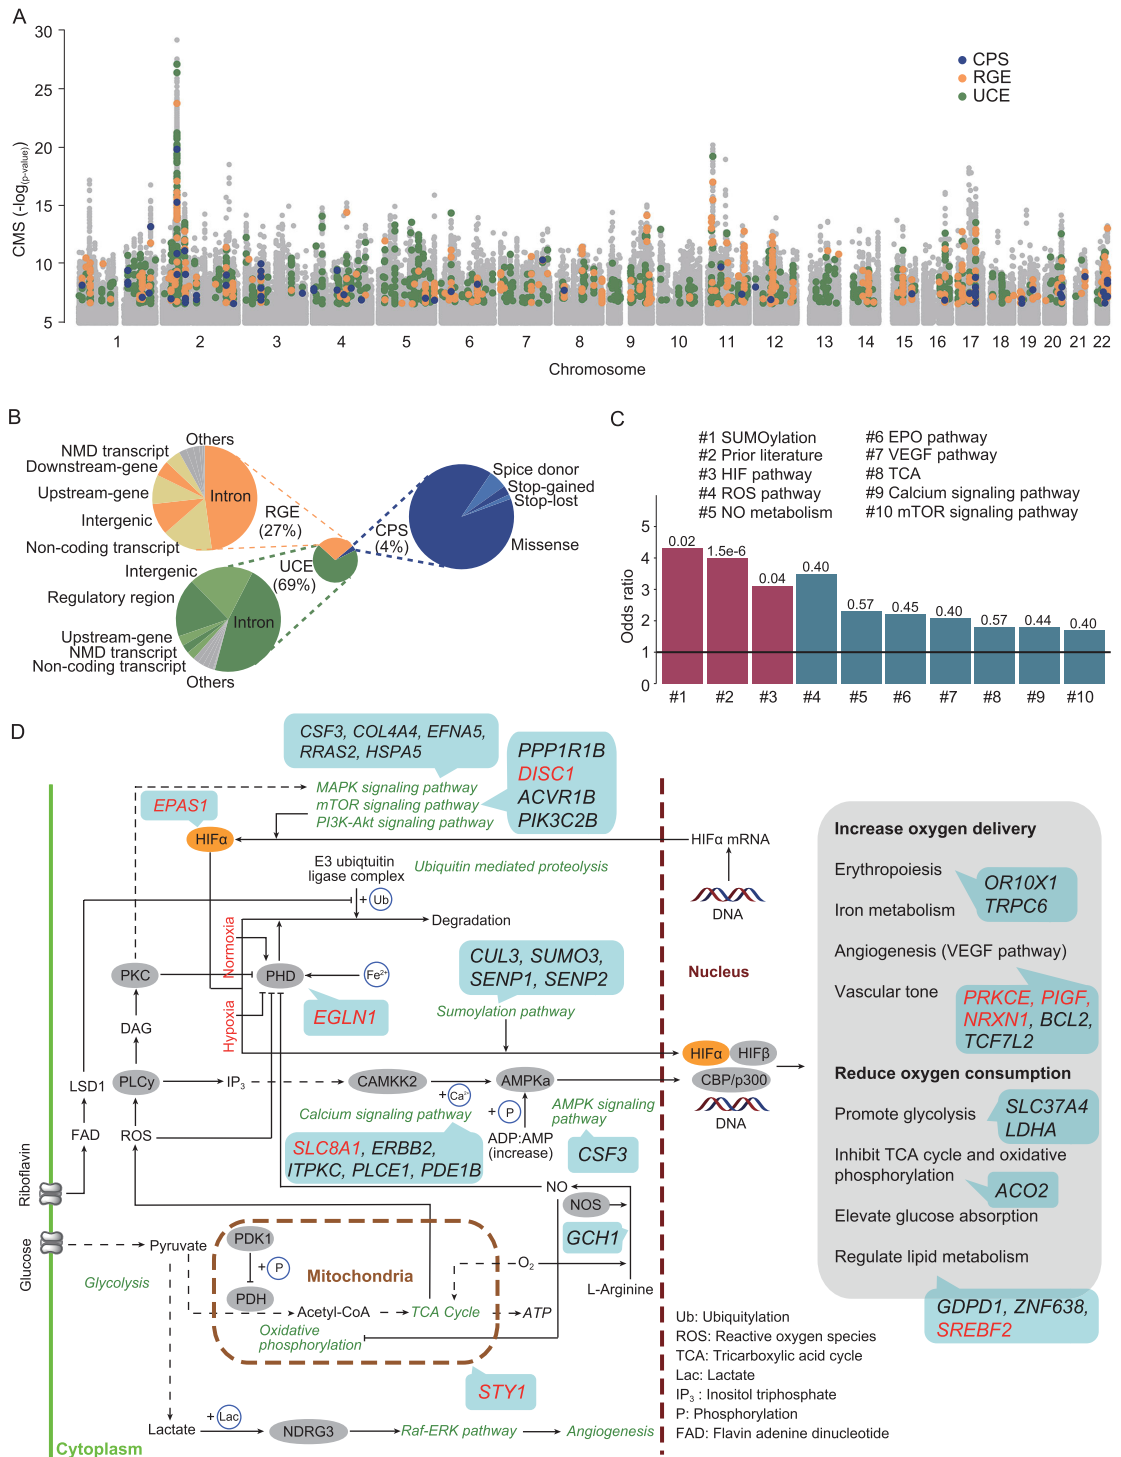 A
30
25
20
15
10
5
CMS (-log(p-value))
CPS
RGE
UCE
1 2 3 4 5 6 7 8 9 10 11 12 13 14 15 16 17 18 19 20 21 22
Chromosome
B
Others
NMD transcript
Downstream-gene
Upstream-gene
Intergenic
Non-coding transcript
Intron
RGE
(27%)
CPS
(4%)
UCE
(69%)
Spice donor
Stop-gained
Stop-lost
Missense
Intergenic
Regulatory region
Upstream-gene
NMD transcript
Non-coding transcript
Others
Intron
C
#1 SUMOylation
#2 Prior literature
#3 HIF pathway
#4 ROS pathway
#5 NO metabolism
#6 EPO pathway
#7 VEGF pathway
#8 TCA
#9 Calcium signaling pathway
#10 mTOR signaling pathway
Odds ratio
5
4
3
2
1
0
0.02 1.5e-6 0.04 0.40 0.57 0.45 0.40 0.57 0.44 0.40
#1 #2 #3 #4 #5 #6 #7 #8 #9 #10
D
CSF3, COL4A4, EFNA5,
RRAS2, HSPA5
PPP1R1B
DISC1
ACVR1B
PIK3C2B
MAPK signaling pathway
mTOR signaling pathway
PI3K-Akt signaling pathway
EPAS1
HIFα
HIFα mRNA
DNA
E3 ubiqtuitin
ligase complex
Ubiquitin mediated proteolysis
+ Ub
Degradation
Normoxia
Hypoxia
PKC
PHD
Fe2+
EGLN1
CUL3, SUMO3,
SENP1, SENP2
Sumoylation pathway
Nucleus
DAG
LSD1
PLCy
IP3
CAMKK2
+ Ca2+
AMPKa
HIFα
HIFβ
CBP/p300
DNA
FAD
ROS
Calcium signaling pathway
SLC8A1, ERBB2,
ITPKC, PLCE1, PDE1B
+ P
ADP:AMP
(increase)
AMPK signaling
pathway
CSF3
Riboflavin
Glucose
NO
NOS
GCH1
O2
L-Arginine
Pyruvate
Glycolysis
PDK1
+ P
PDH
Mitochondria
Acetyl-CoA
TCA Cycle
ATP
Oxidative
phosphorylation
STY1
Lactate
+ Lac
NDRG3
Raf-ERK pathway
Angiogenesis
Cytoplasm
Increase oxygen delivery
Erythropoiesis
OR10X1
TRPC6
Iron metabolism
Angiogenesis (VEGF pathway)
Vascular tone
PRKCE, PIGF,
NRXN1, BCL2,
TCF7L2
Reduce oxygen consumption
Promote glycolysis
SLC37A4
LDHA
Inhibit TCA cycle and oxidative
phosphorylation
ACO2
Elevate glucose absorption
Regulate lipid metabolism
GDPD1, ZNF638,
SREBF2
Ub: Ubiquitylation
ROS: Reactive oxygen species
TCA: Tricarboxylic acid cycle
Lac: Lactate
IP3 : Inositol triphosphate
P: Phosphorylation
FAD: Flavin adenine dinucleotide